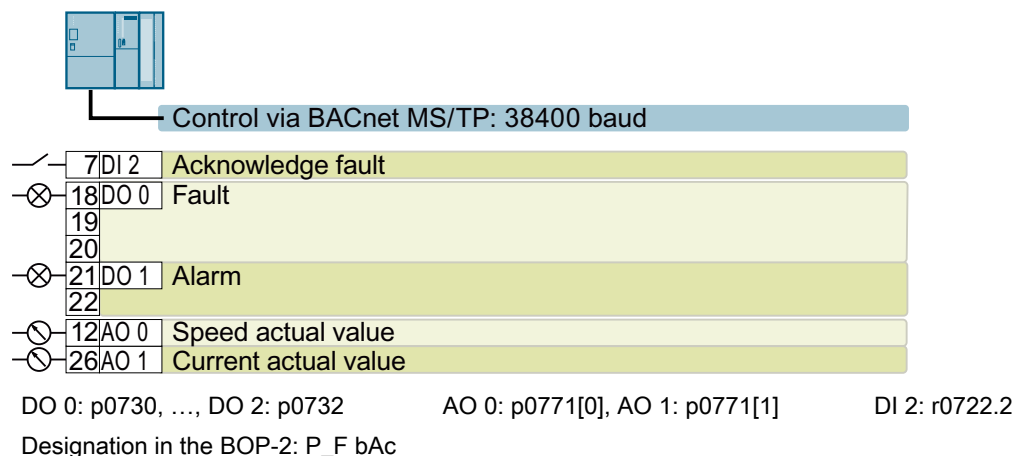 Control via BACnet MS/TP: 38400 baud
7 DI 2 Acknowledge fault
18 DO 0 Fault
19
20
21 DO 1 Alarm
22
12 AO 0 Speed actual value
26 AO 1 Current actual value
DO 0: p0730, …, DO 2: p0732 AO 0: p0771[0], AO 1: p0771[1] DI 2: r0722.2
Designation in the BOP-2: P_F bAc